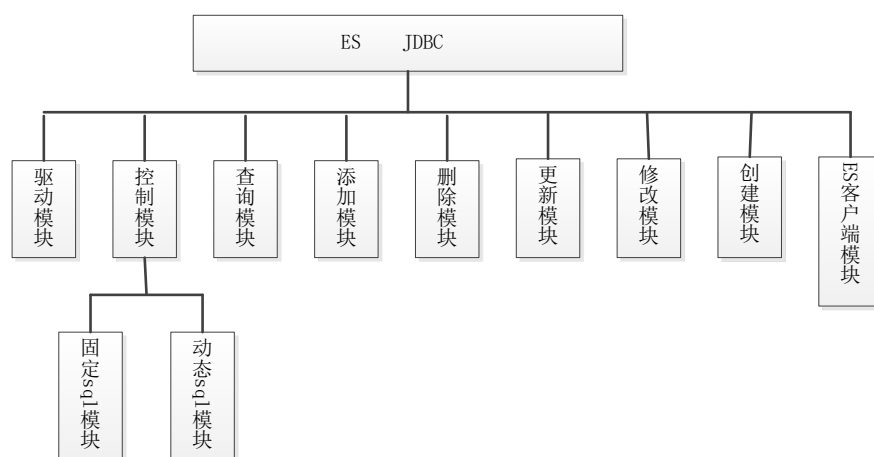 ES JDBC
驱动模块
控制模块
查询模块
添加模块
删除模块
更新模块
修改模块
创建模块
ES客户端模块
固定sql模块
动态sql模块